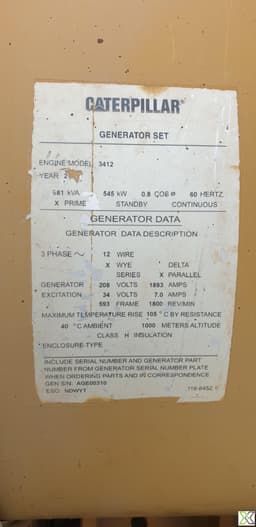 CATERPILLAR
GENERATOR SET
ENGINE MODEL 3412
YEAR
681 kVA 545 kW 0.8 COS ø 60 HERTZ
X PRIME STANDBY CONTINUOUS
GENERATOR DATA
GENERATOR DATA DESCRIPTION
3 PHASE ~ 12 WIRE
X WYE DELTA
SERIES X PARALLEL
GENERATOR 208 VOLTS 1893 AMPS
EXCITATION 34 VOLTS 7.0 AMPS
593 FRAME 1800 REV/MIN
MAXIMUM TEMPERATURE RISE 105 °C BY RESISTANCE
40 °C AMBIENT 1000 METERS ALTITUDE
CLASS H INSULATION
ENCLOSURE TYPE
INCLUDE SERIAL NUMBER AND GENERATOR PART
NUMBER FROM GENERATOR SERIAL NUMBER PLATE
WHEN ORDERING PARTS AND IN CORRESPONDENCE
GEN S/N: AGE00310
ESO: NDWYT